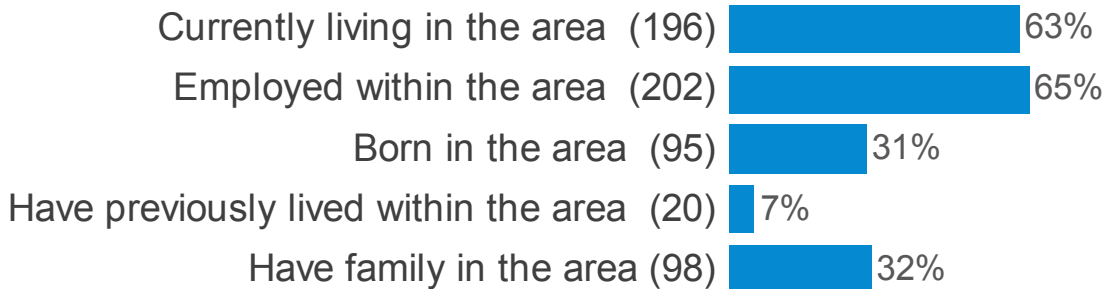 Currently living in the area (196) 63%
Employed within the area (202) 65%
Born in the area (95) 31%
Have previously lived within the area (20) 7%
Have family in the area (98) 32%